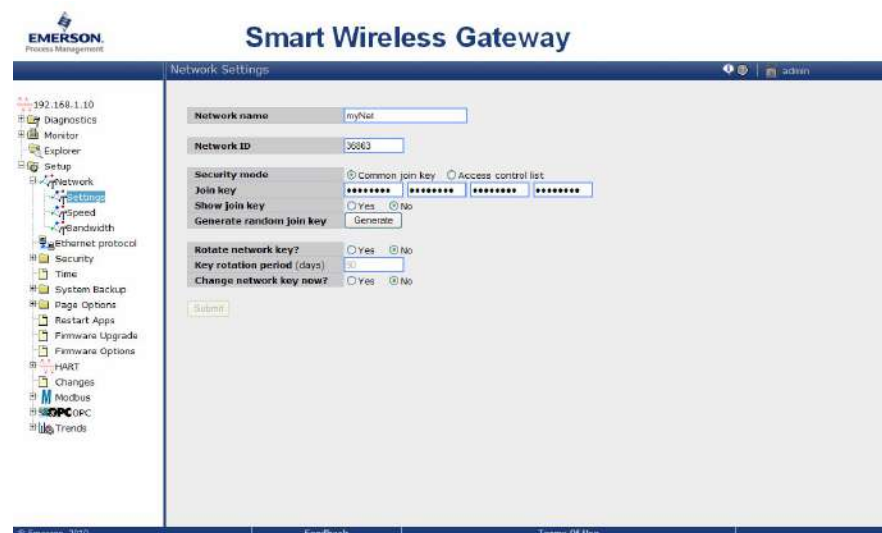 EMERSON.
Process Management
Smart Wireless Gateway
Network Settings
admin
192.168.1.10
Diagnostics
Monitor
Explorer
Setup
Network
Settings
Speed
Bandwidth
Ethernet protocol
Security
Time
System Backup
Page Options
Restart Apps
Firmware Upgrade
Firmware Options
HART
Changes
Modbus
OPC OPC
Trends
Network name myNet
Network ID 36863
Security mode Common join key Access control list
Join key •••••••• •••••••• •••••••• ••••••••
Show join key Yes No
Generate random join key Generate
Rotate network key? Yes No
Key rotation period (days)
Change network key now? Yes No
Submit
© Emerson, 2010 Feedback Terms Of Use